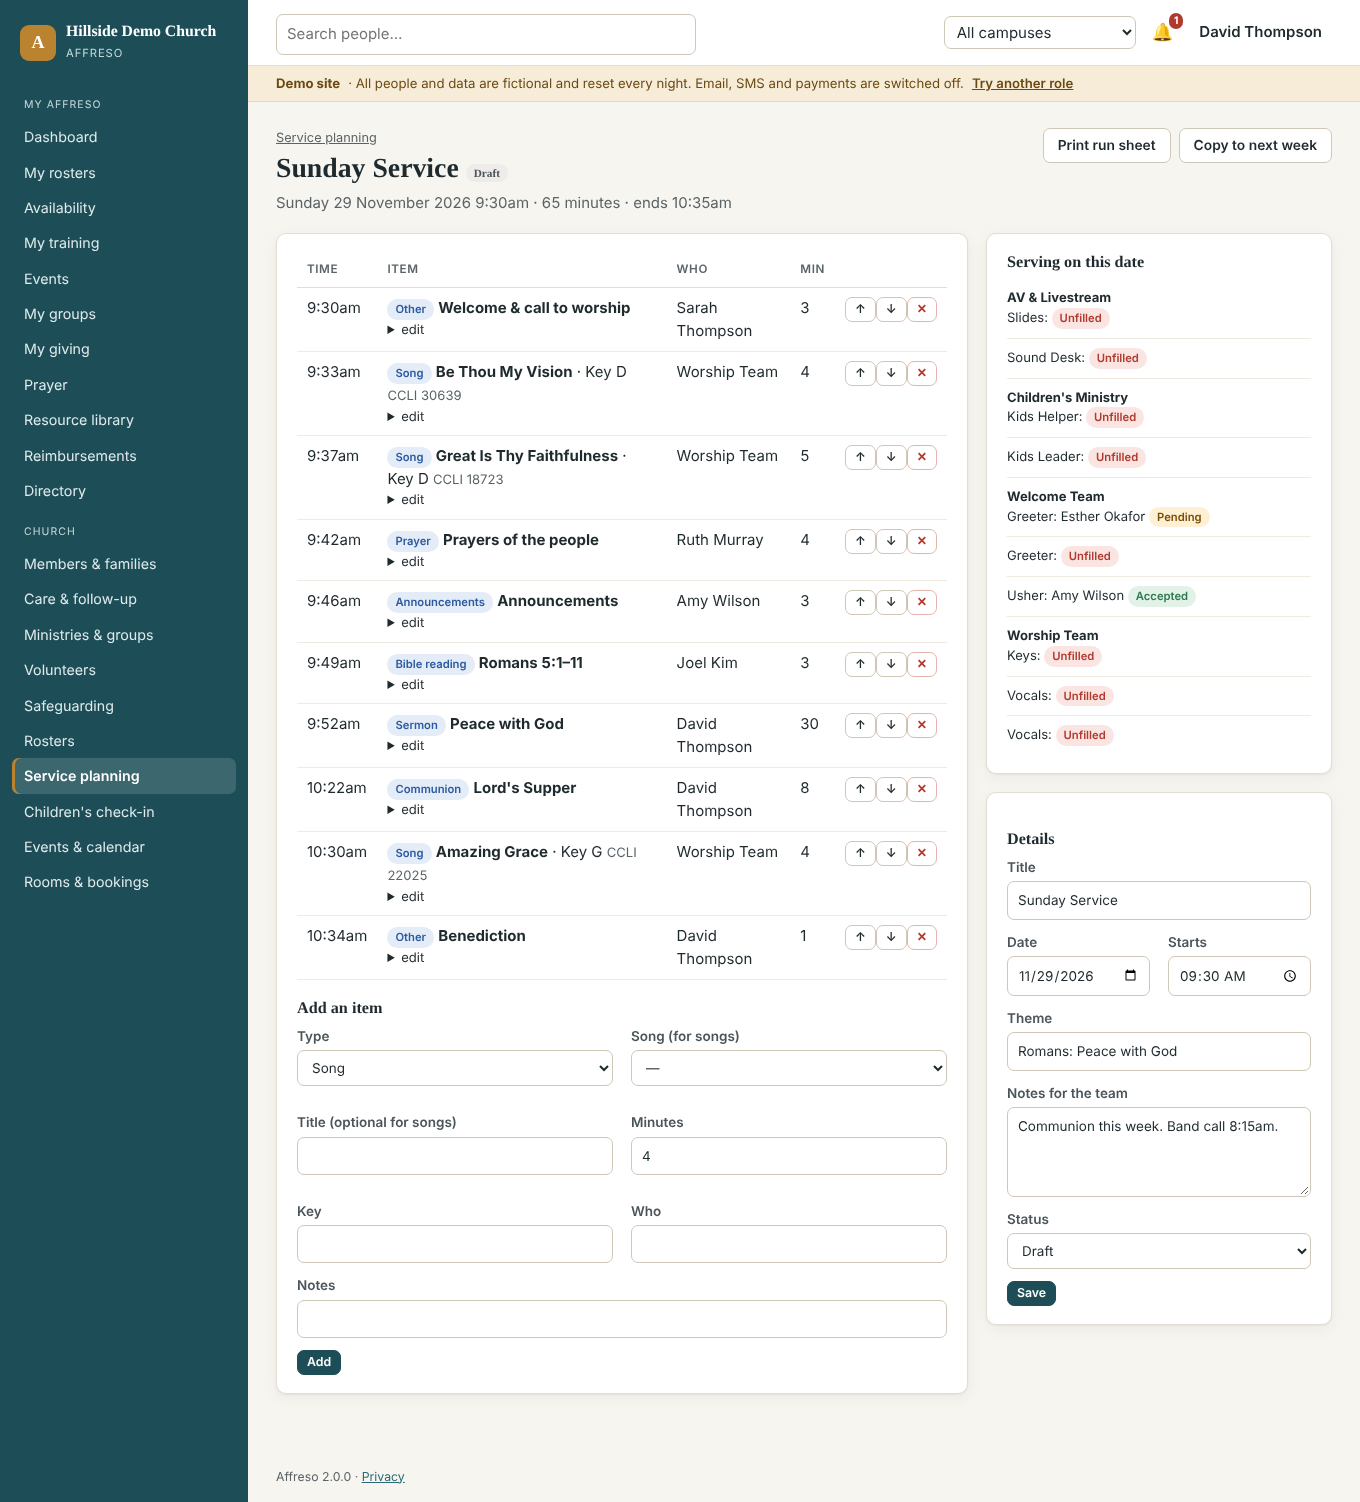 A
Hillside Demo Church
AFFRESO
MY AFFRESO
Dashboard
My rosters
Availability
My training
Events
My groups
My giving
Prayer
Resource library
Reimbursements
Directory
CHURCH
Members & families
Care & follow-up
Ministries & groups
Volunteers
Safeguarding
Rosters
Service planning
Children's check-in
Events & calendar
Rooms & bookings
Search people...
All campuses
1
David Thompson
Demo site · All people and data are fictional and reset every night. Email, SMS and payments are switched off. Try another role
Service planning
Sunday Service Draft
Sunday 29 November 2026 9:30am · 65 minutes · ends 10:35am
Print run sheet
Copy to next week
TIME ITEM WHO MIN
9:30am Other Welcome & call to worship Sarah Thompson 3 ↑ ↓ ×
▶ edit
9:33am Song Be Thou My Vision · Key D Worship Team 4 ↑ ↓ ×
CCLI 30639
▶ edit
9:37am Song Great Is Thy Faithfulness · Worship Team 5 ↑ ↓ ×
Key D CCLI 18723
▶ edit
9:42am Prayer Prayers of the people Ruth Murray 4 ↑ ↓ ×
▶ edit
9:46am Announcements Announcements Amy Wilson 3 ↑ ↓ ×
▶ edit
9:49am Bible reading Romans 5:1–11 Joel Kim 3 ↑ ↓ ×
▶ edit
9:52am Sermon Peace with God David Thompson 30 ↑ ↓ ×
▶ edit
10:22am Communion Lord's Supper David Thompson 8 ↑ ↓ ×
▶ edit
10:30am Song Amazing Grace · Key G CCLI Worship Team 4 ↑ ↓ ×
22025
▶ edit
10:34am Other Benediction David Thompson 1 ↑ ↓ ×
▶ edit
Add an item
Type
Song
Song (for songs)
—
Title (optional for songs)
Minutes
4
Key
Who
Notes
Add
Serving on this date
AV & Livestream
Slides: Unfilled
Sound Desk: Unfilled
Children's Ministry
Kids Helper: Unfilled
Kids Leader: Unfilled
Welcome Team
Greeter: Esther Okafor Pending
Greeter: Unfilled
Usher: Amy Wilson Accepted
Worship Team
Keys: Unfilled
Vocals: Unfilled
Vocals: Unfilled
Details
Title
Sunday Service
Date
11/29/2026
Starts
09:30 AM
Theme
Romans: Peace with God
Notes for the team
Communion this week. Band call 8:15am.
Status
Draft
Save
Affreso 2.0.0 · Privacy